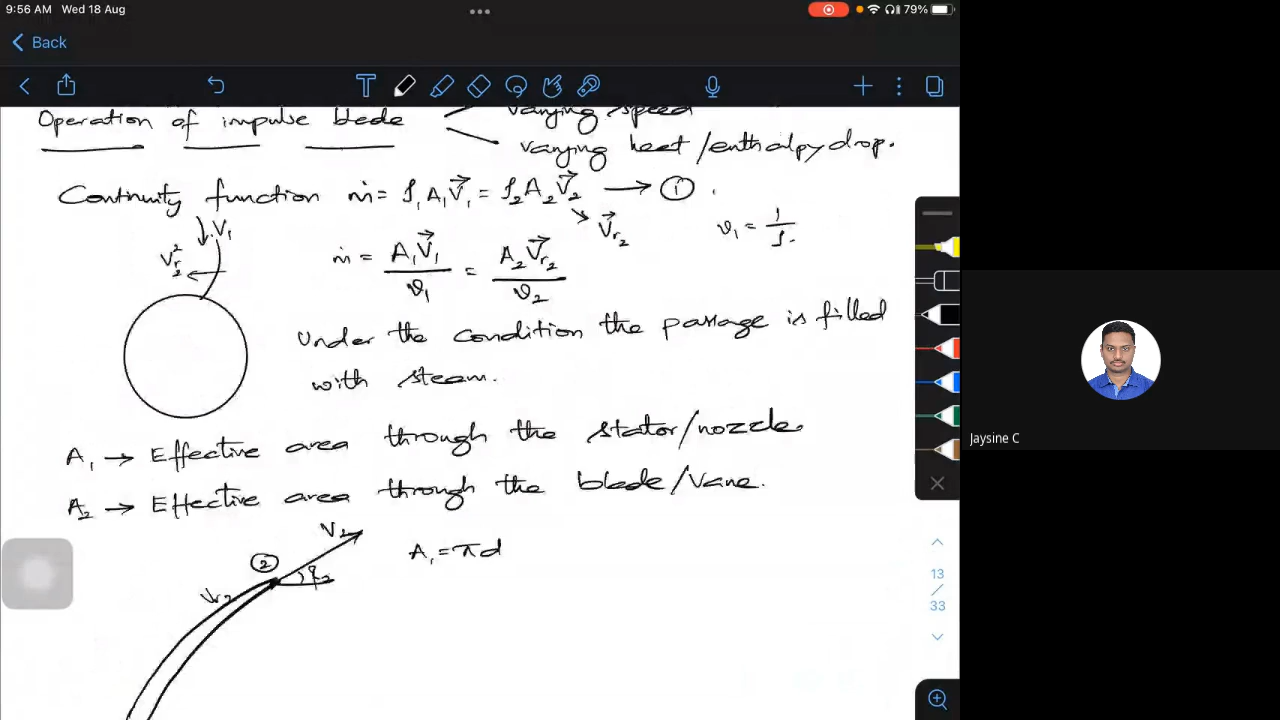 9:56 AM Wed 18 Aug
79%
Back
varying speed
Operation of impulse blede
varying heat/enthalpy drop.
Continuity function ṁ = ρ₁A₁V⃗₁ = ρ₂A₂V⃗₂ → ①
V⃗r₂
v₁ = 1/ρ.
V₁
Vr₂²
ṁ = A₁V⃗₁/v₁ = A₂V⃗r₂/v₂
Under the condition the passage is filled
with steam.
A₁ → Effective area through the stator/nozzle
A₂ → Effective area through the blade/vane.
V₂
②
A₁ = πd
Vr₂
13
/
33
Jaysine C